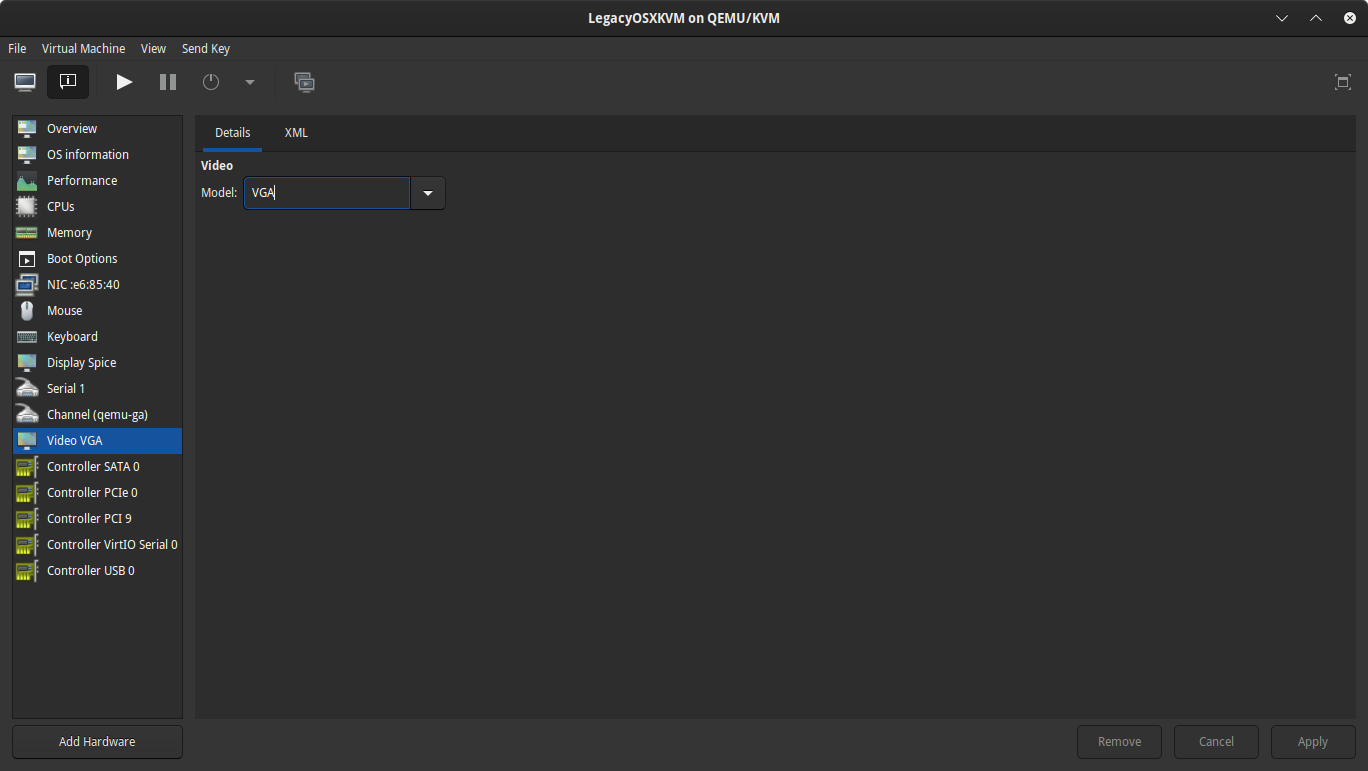 LegacyOSXKVM on QEMU/KVM
File Virtual Machine View Send Key
Overview
OS information
Performance
CPUs
Memory
Boot Options
NIC :e6:85:40
Mouse
Keyboard
Display Spice
Serial 1
Channel (qemu-ga)
Video VGA
Controller SATA 0
Controller PCIe 0
Controller PCI 9
Controller VirtIO Serial 0
Controller USB 0
Add Hardware
Details XML
Video
Model: VGA
Remove Cancel Apply